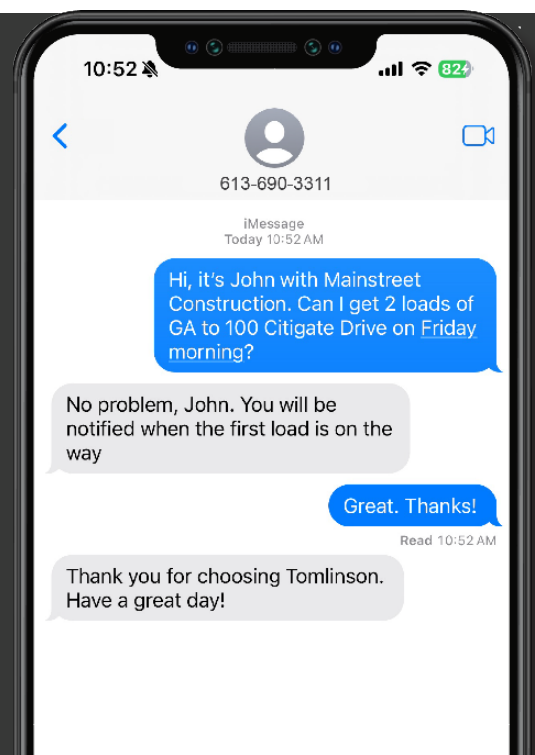 10:52
82
613-690-3311
iMessage
Today 10:52 AM
Hi, it's John with Mainstreet
Construction. Can I get 2 loads of
GA to 100 Citigate Drive on Friday
morning?
No problem, John. You will be
notified when the first load is on the
way
Great. Thanks!
Read 10:52 AM
Thank you for choosing Tomlinson.
Have a great day!